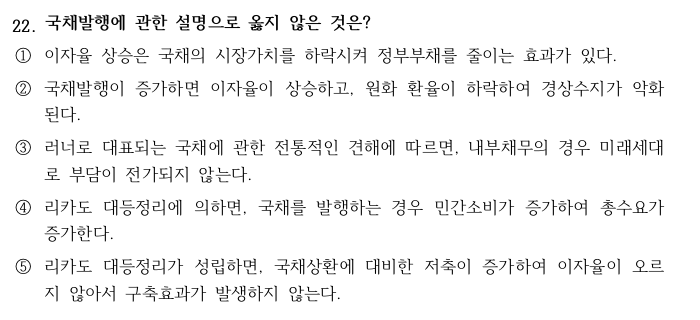 22. 국채발행에 관한 설명으로 옳지 않은 것은?
① 이자율 상승은 국채의 시장가치를 하락시켜 정부부채를 줄이는 효과가 있다.
② 국채발행이 증가하면 이자율이 상승하고, 원화 환율이 하락하여 경상수지가 악화
된다.
③ 러너로 대표되는 국채에 관한 전통적인 견해에 따르면, 내부채무의 경우 미래세대
로 부담이 전가되지 않는다.
④ 리카도 대등정리에 의하면, 국채를 발행하는 경우 민간소비가 증가하여 총수요가
증가한다.
⑤ 리카도 대등정리가 성립하면, 국채상환에 대비한 저축이 증가하여 이자율이 오르
지 않아서 구축효과가 발생하지 않는다.